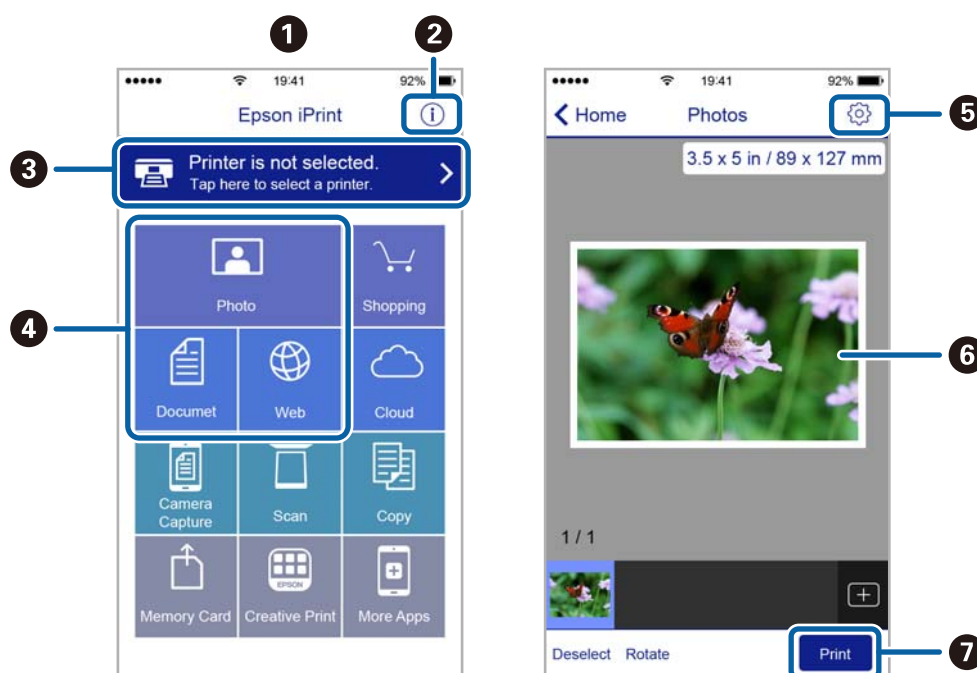 1
2
19:41
92%
Epson iPrint
i
3
Printer is not selected.
Tap here to select a printer.
4
Photo
Shopping
Documet
Web
Cloud
Camera
Capture
Scan
Copy
EPSON
Memory Card
Creative Print
More Apps
19:41
92%
Home
Photos
5
3.5 x 5 in / 89 x 127 mm
6
1 / 1
Deselect
Rotate
Print
7